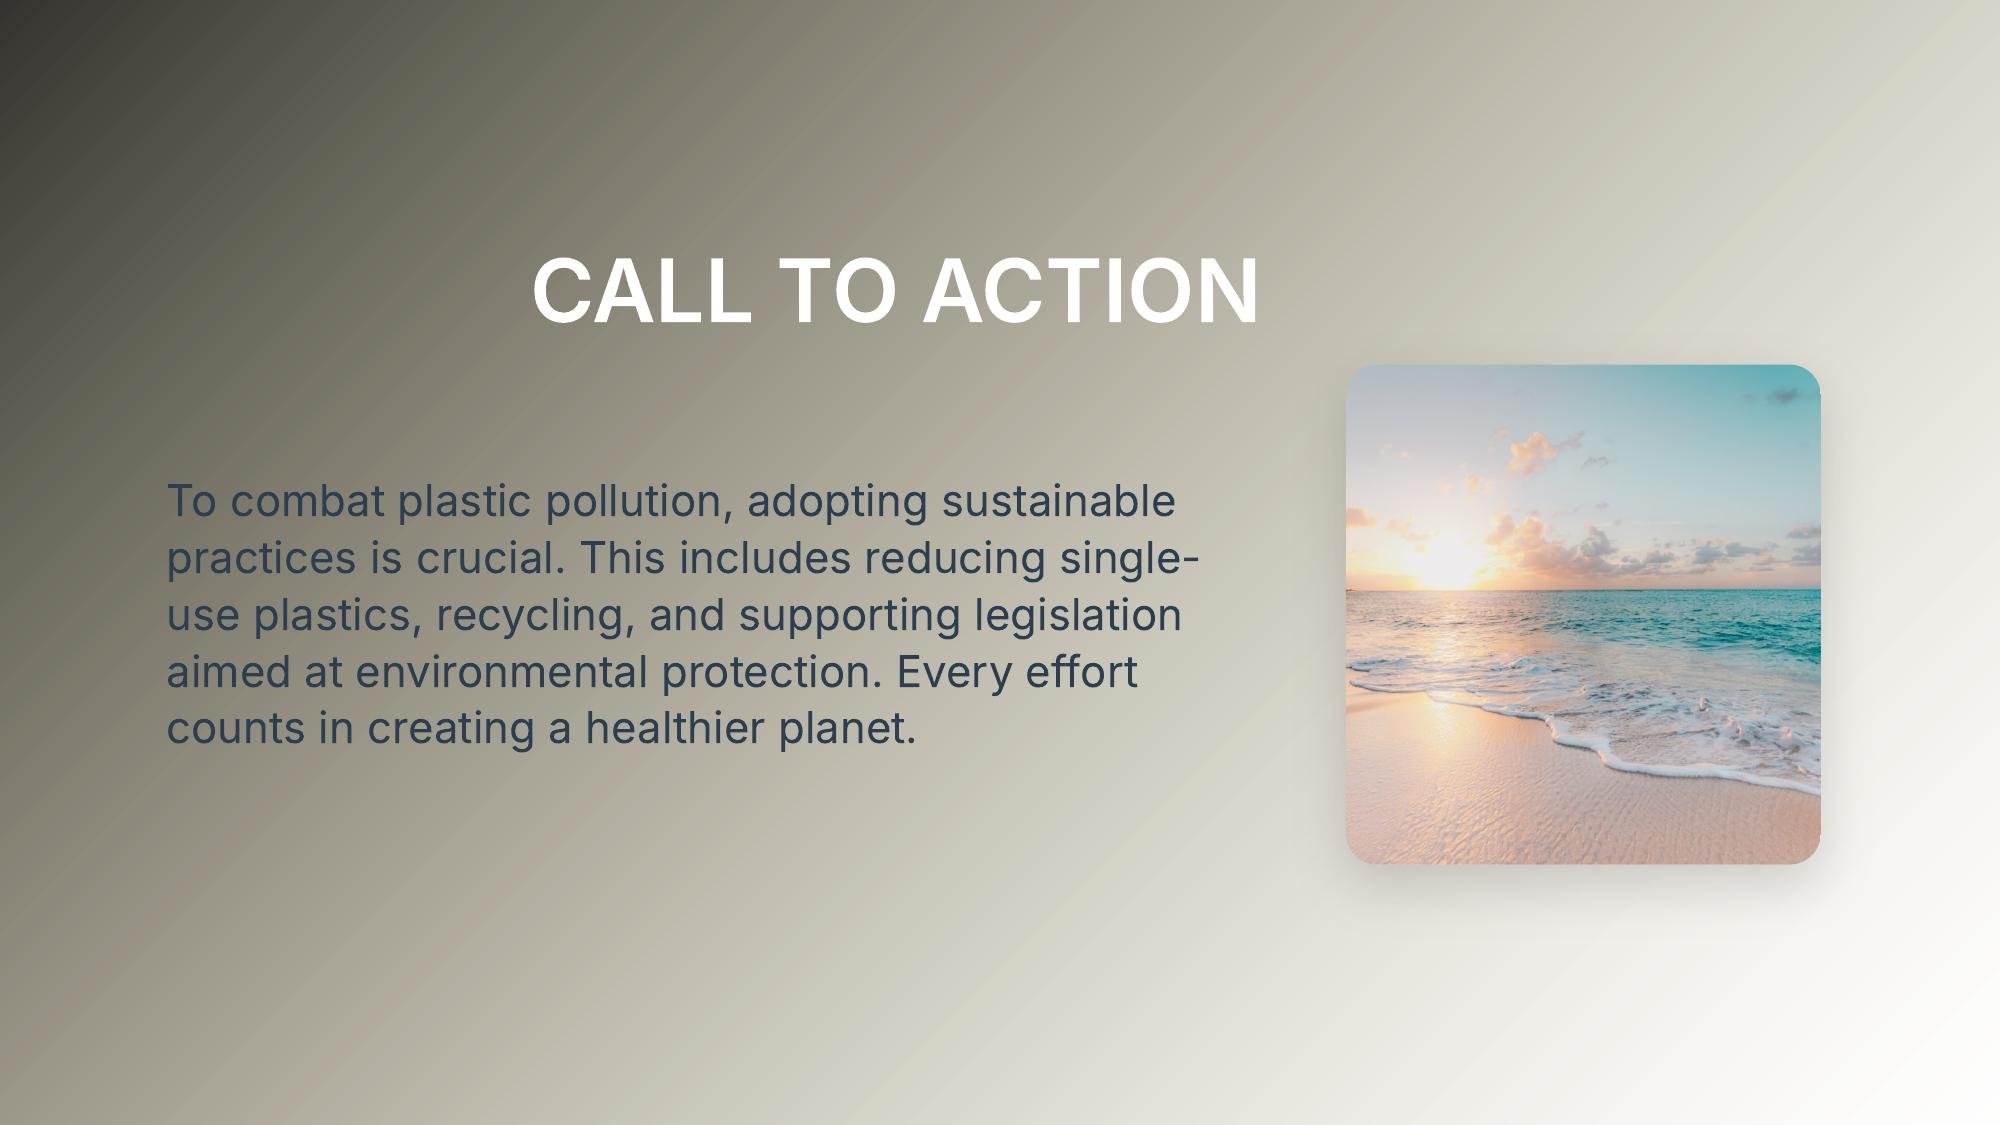 CALL TO ACTION
To combat plastic pollution, adopting sustainable
practices is crucial. This includes reducing single-
use plastics, recycling, and supporting legislation
aimed at environmental protection. Every effort
counts in creating a healthier planet.